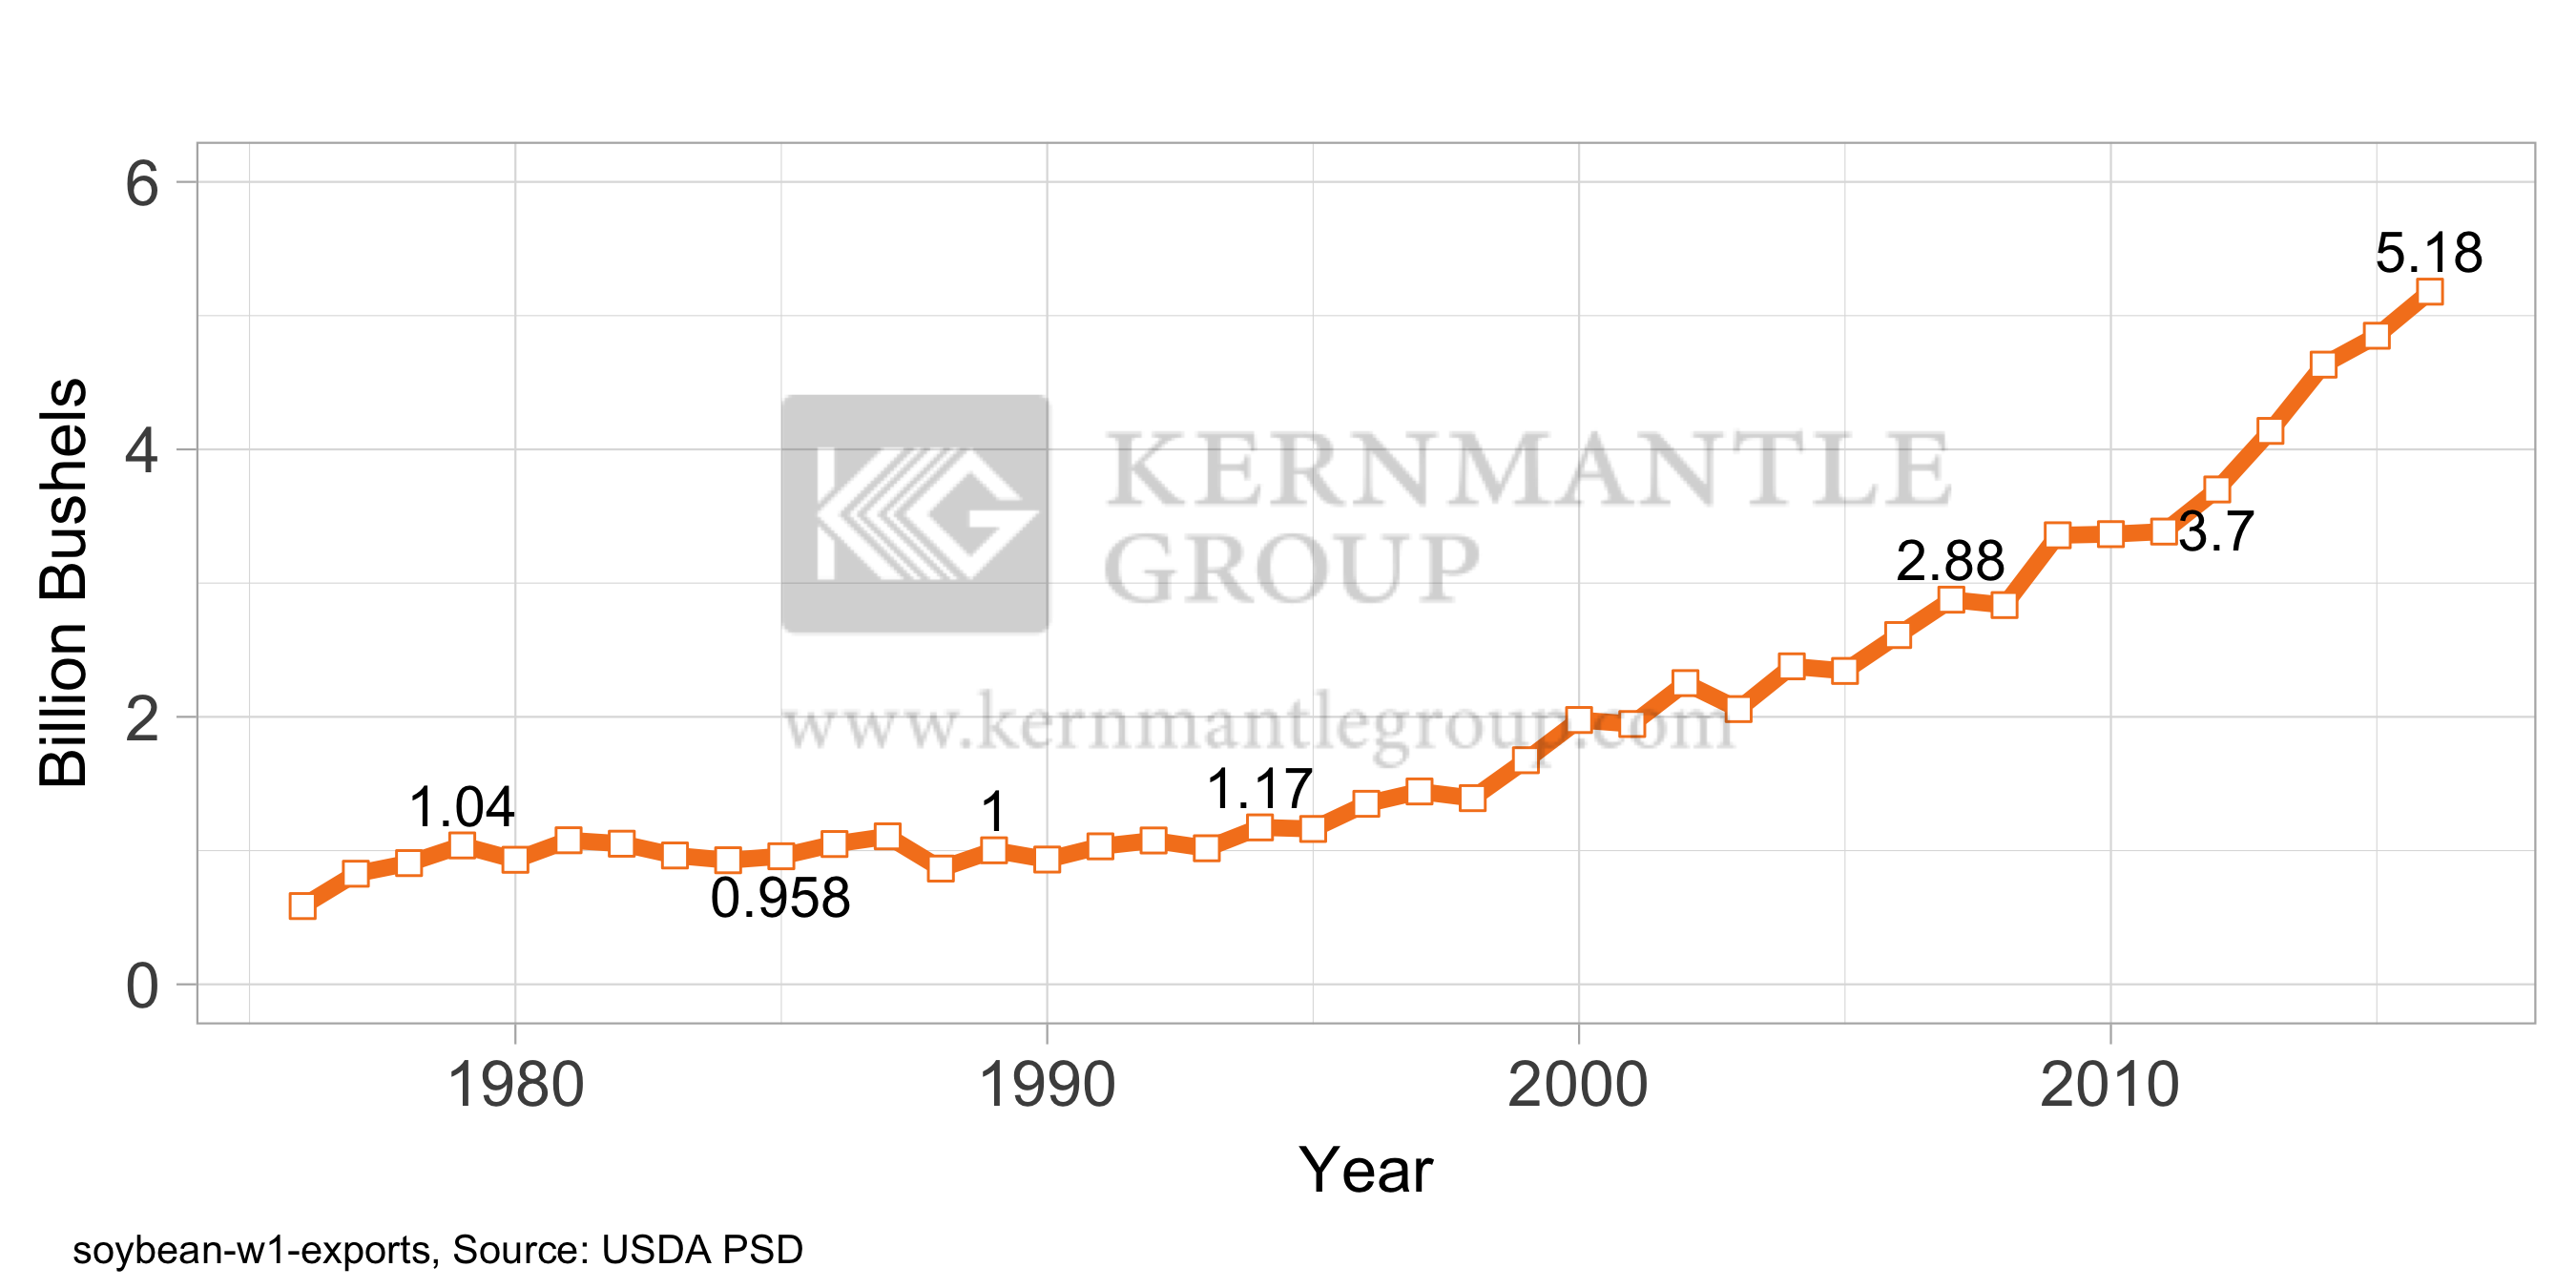 6
5.18
4
KERNMANTLE
GROUP
3.7
2.88
2
www.kernmantlegroup.com
1.17
1.04
1
0.958
0
Billion Bushels
1980
1990
2000
2010
Year
soybean-w1-exports, Source: USDA PSD